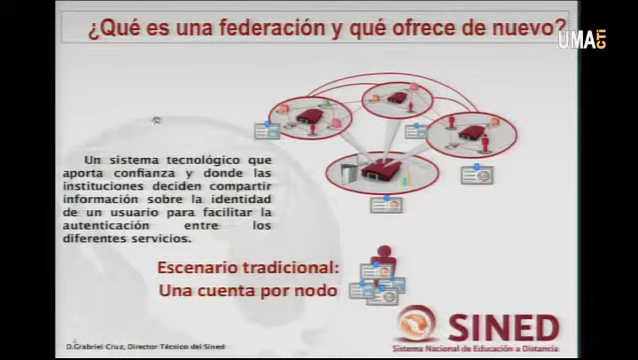 ¿Qué es una federación y qué ofrece de nuevo?
UMA CTI
Un sistema tecnológico que
aporta confianza y donde las
instituciones deciden compartir
información sobre la identidad
de un usuario para facilitar la
autenticación entre los
diferentes servicios.
Escenario tradicional:
Una cuenta por nodo
SINED
Sistema Nacional de Educación a Distancia
D.Grabriel Cruz, Director Técnico del Sined